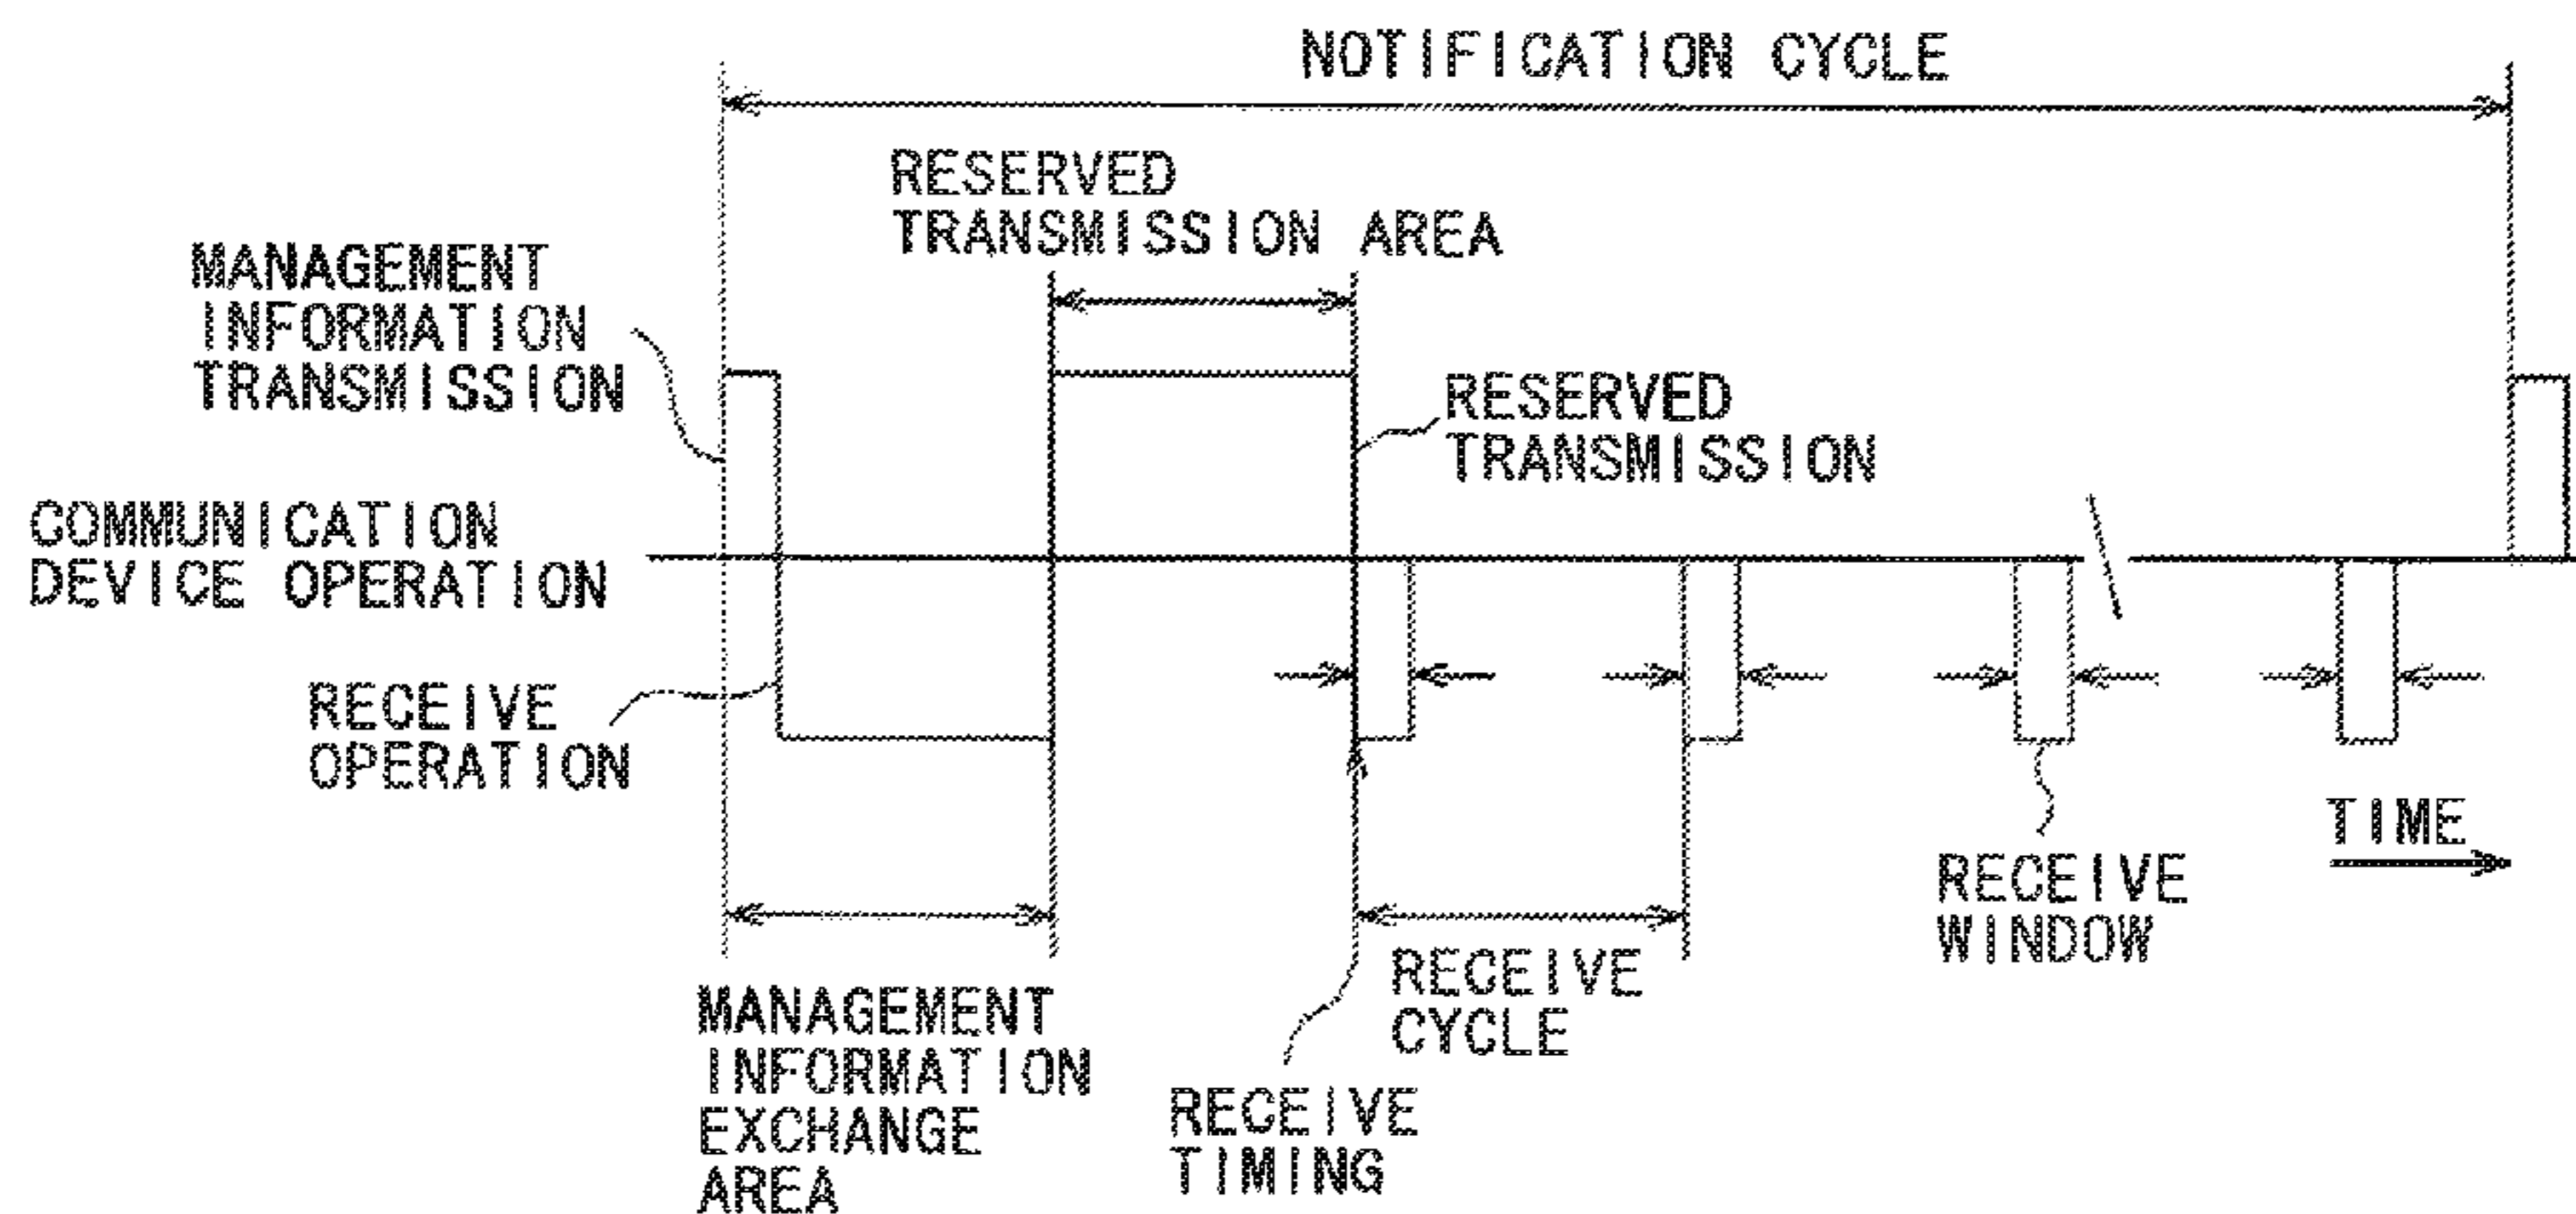 NOTIFICATION CYCLE
RESERVED
TRANSMISSION AREA
MANAGEMENT
INFORMATION
TRANSMISSION
RESERVED
TRANSMISSION
COMMUNICATION
DEVICE OPERATION
RECEIVE
OPERATION
TIME
RECEIVE
WINDOW
RECEIVE
CYCLE
MANAGEMENT
INFORMATION
EXCHANGE
AREA
RECEIVE
TIMING